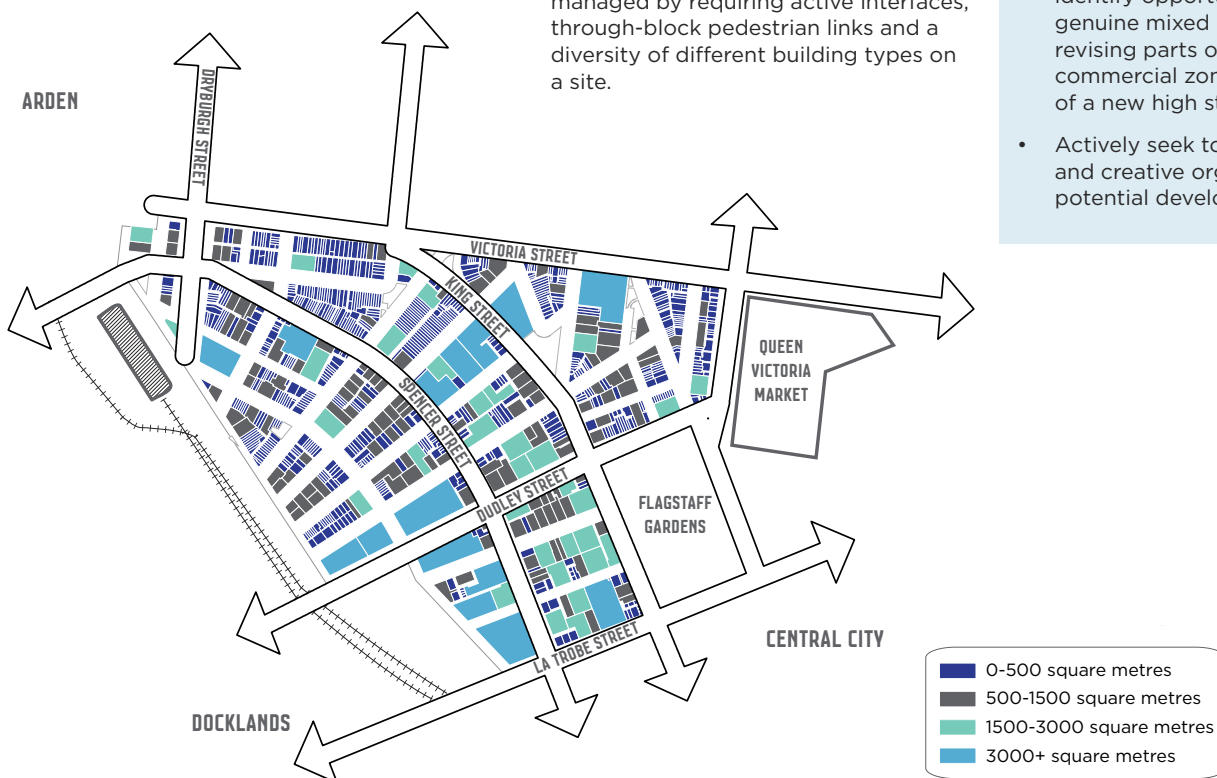 managed by requiring active interfaces,
through-block pedestrian links and a
diversity of different building types on
a site.
genuine mixed
revising parts o
commercial zon
of a new high st
• Actively seek to
and creative org
potential develo
ARDEN
DRYBURGH STREET
VICTORIA STREET
KING STREET
SPENCER STREET
DUDLEY STREET
LA TROBE STREET
QUEEN
VICTORIA
MARKET
FLAGSTAFF
GARDENS
CENTRAL CITY
DOCKLANDS
0-500 square metres
500-1500 square metres
1500-3000 square metres
3000+ square metres